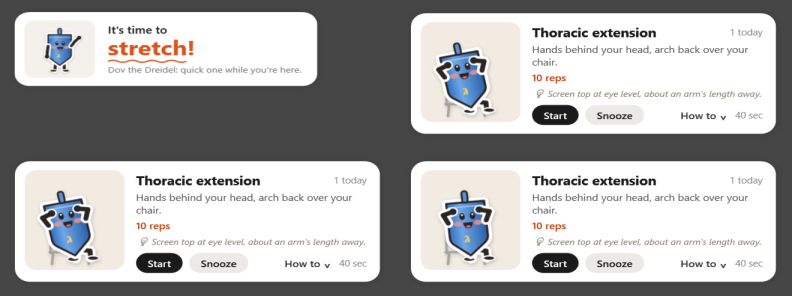 It's time to
stretch!
Dov the Dreidel: quick one while you're here.
Thoracic extension 1 today
Hands behind your head, arch back over your
chair.
10 reps
Screen top at eye level, about an arm's length away.
Start Snooze How to 40 sec
Thoracic extension 1 today
Hands behind your head, arch back over your
chair.
10 reps
Screen top at eye level, about an arm's length away.
Start Snooze How to 40 sec
Thoracic extension 1 today
Hands behind your head, arch back over your
chair.
10 reps
Screen top at eye level, about an arm's length away.
Start Snooze How to 40 sec